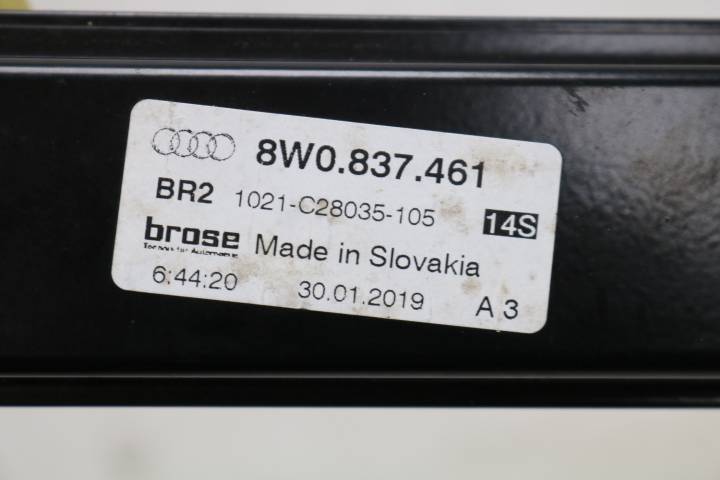 8W0.837.461
BR2 1021-C28035-105 14S
brose Made in Slovakia
6:44:20 30.01.2019 A 3